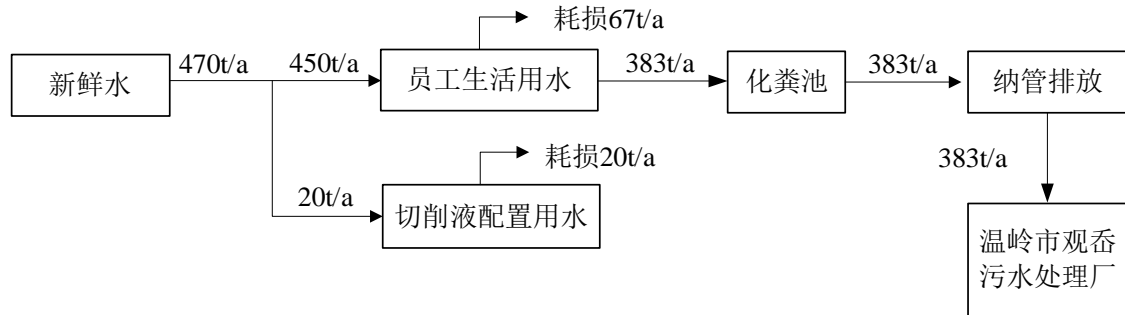 耗损67t/a
新鲜水
470t/a
450t/a
员工生活用水
383t/a
化粪池
383t/a
纳管排放
383t/a
耗损20t/a
20t/a
切削液配置用水
温岭市观岙
污水处理厂